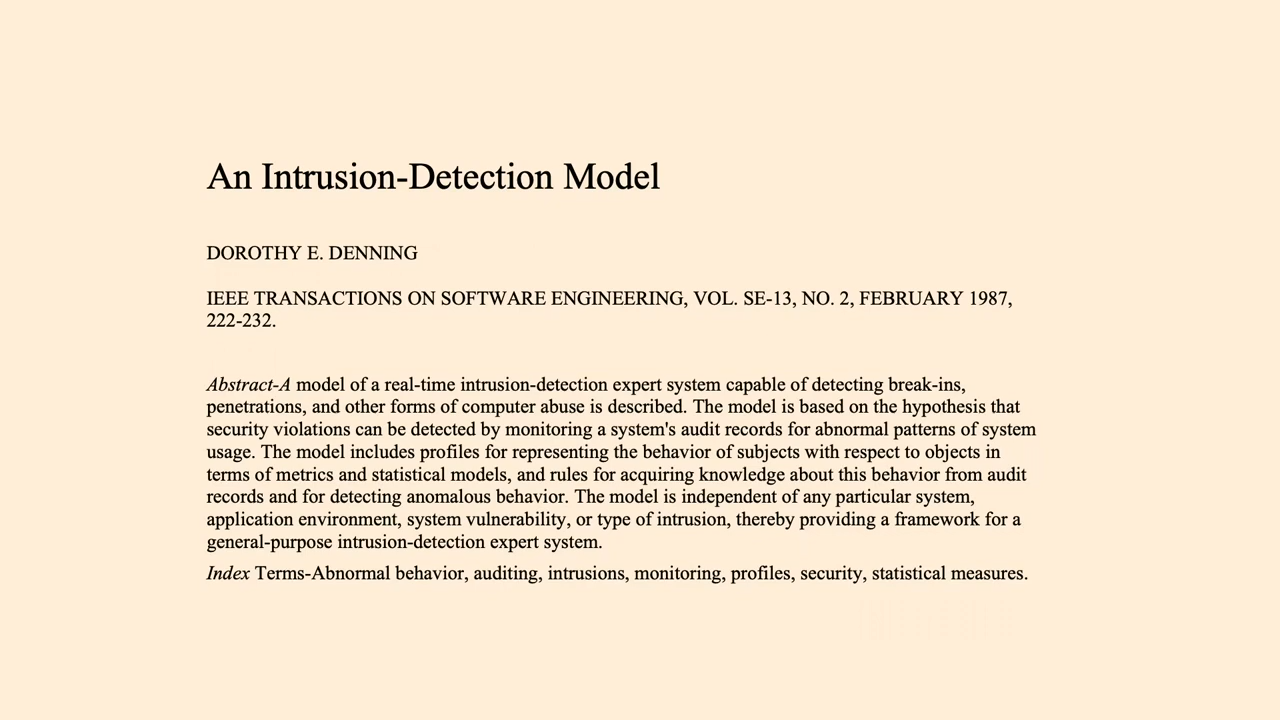 An Intrusion-Detection Model
DOROTHY E. DENNING
IEEE TRANSACTIONS ON SOFTWARE ENGINEERING, VOL. SE-13, NO. 2, FEBRUARY 1987,
222-232.
Abstract-A model of a real-time intrusion-detection expert system capable of detecting break-ins,
penetrations, and other forms of computer abuse is described. The model is based on the hypothesis that
security violations can be detected by monitoring a system's audit records for abnormal patterns of system
usage. The model includes profiles for representing the behavior of subjects with respect to objects in
terms of metrics and statistical models, and rules for acquiring knowledge about this behavior from audit
records and for detecting anomalous behavior. The model is independent of any particular system,
application environment, system vulnerability, or type of intrusion, thereby providing a framework for a
general-purpose intrusion-detection expert system.
Index Terms-Abnormal behavior, auditing, intrusions, monitoring, profiles, security, statistical measures.